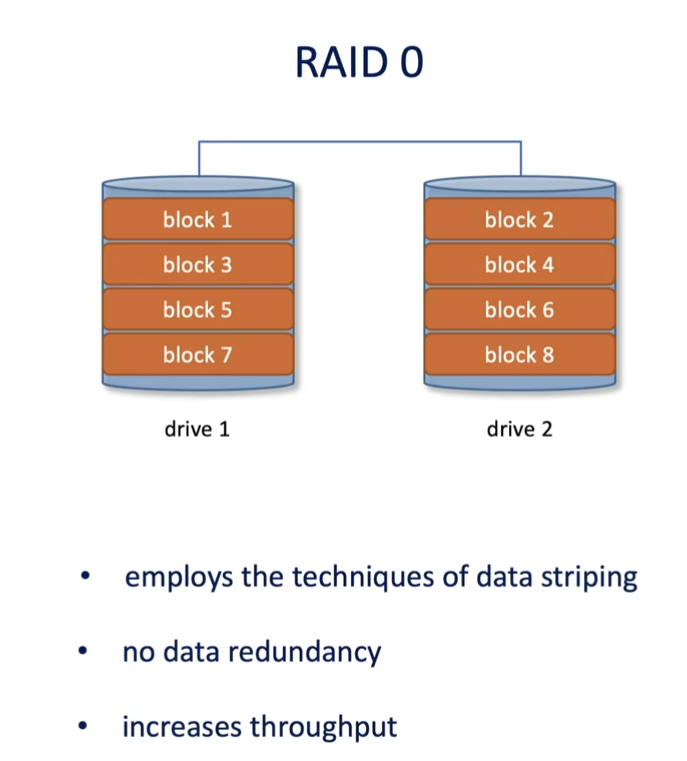 RAID 0
block 1
block 2
block 3
block 4
block 5
block 6
block 7
block 8
drive 1
drive 2
• employs the techniques of data striping
• no data redundancy
• increases throughput